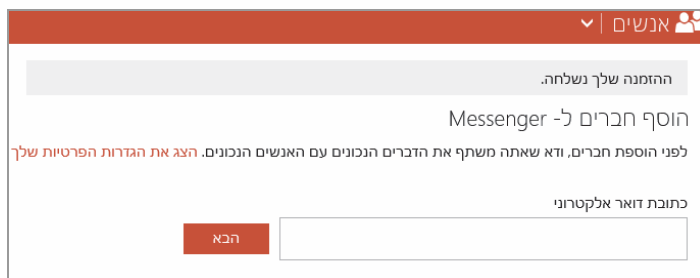 אנשים
ההזמנה שלך נשלחה.
הוסף חברים ל- Messenger
לפני הוספת חברים, ודא שאתה משתף את הדברים הנכונים עם האנשים הנכונים. הצג את הגדרות הפרטיות שלך
כתובת דואר אלקטרוני
הבא